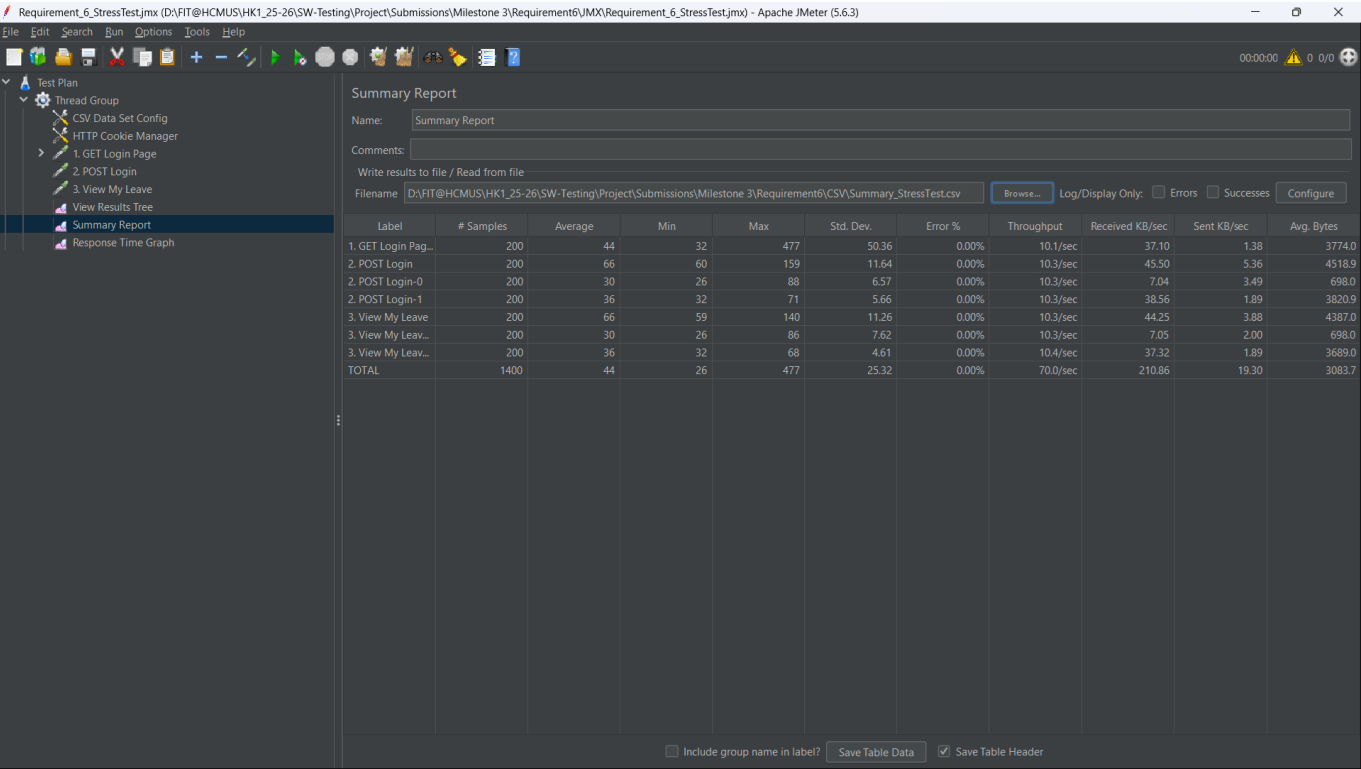 Requirement_6_StressTest.jmx (D:\FIT@HCMUS\HK1_25-26\SW-Testing\Project\Submissions\Milestone 3\Requirement6\JMX\Requirement_6_StressTest.jmx) - Apache JMeter (5.6.3)
File Edit Search Run Options Tools Help
00:00:00 0 0/0
Test Plan
Thread Group
CSV Data Set Config
HTTP Cookie Manager
1. GET Login Page
2. POST Login
3. View My Leave
View Results Tree
Summary Report
Response Time Graph
Summary Report
Name: Summary Report
Comments:
Write results to file / Read from file
Filename D:\FIT@HCMUS\HK1_25-26\SW-Testing\Project\Submissions\Milestone 3\Requirement6\CSV\Summary_StressTest.csv Browse... Log/Display Only: Errors Successes Configure
Label # Samples Average Min Max Std. Dev. Error % Throughput Received KB/sec Sent KB/sec Avg. Bytes
1. GET Login Pag... 200 44 32 477 50.36 0.00% 10.1/sec 37.10 1.38 3774.0
2. POST Login 200 66 60 159 11.64 0.00% 10.3/sec 45.50 5.36 4518.9
2. POST Login-0 200 30 26 88 6.57 0.00% 10.3/sec 7.04 3.49 698.0
2. POST Login-1 200 36 32 71 5.66 0.00% 10.3/sec 38.56 1.89 3820.9
3. View My Leave 200 66 59 140 11.26 0.00% 10.3/sec 44.25 3.88 4387.0
3. View My Leav... 200 30 26 86 7.62 0.00% 10.3/sec 7.05 2.00 698.0
3. View My Leav... 200 36 32 68 4.61 0.00% 10.4/sec 37.32 1.89 3689.0
TOTAL 1400 44 26 477 25.32 0.00% 70.0/sec 210.86 19.30 3083.7
Include group name in label? Save Table Data Save Table Header